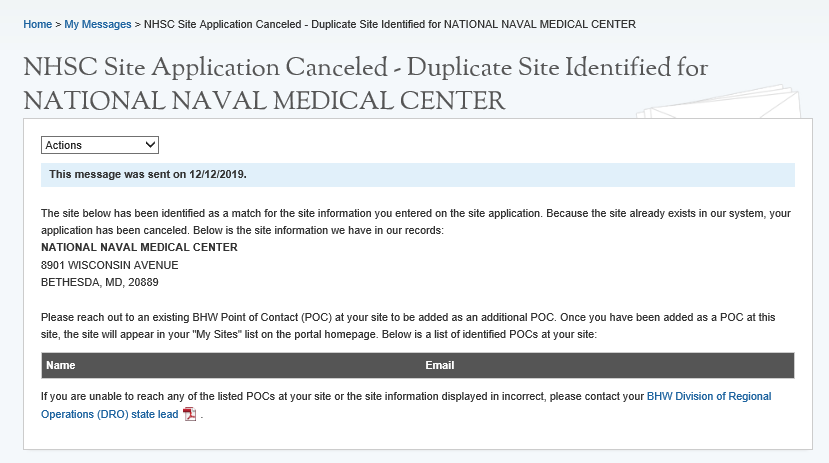 Home > My Messages > NHSC Site Application Canceled - Duplicate Site Identified for NATIONAL NAVAL MEDICAL CENTER
NHSC Site Application Canceled - Duplicate Site Identified for
NATIONAL NAVAL MEDICAL CENTER
Actions
This message was sent on 12/12/2019.
The site below has been identified as a match for the site information you entered on the site application. Because the site already exists in our system, your
application has been canceled. Below is the site information we have in our records:
NATIONAL NAVAL MEDICAL CENTER
8901 WISCONSIN AVENUE
BETHESDA, MD, 20889
Please reach out to an existing BHW Point of Contact (POC) at your site to be added as an additional POC. Once you have been added as a POC at this
site, the site will appear in your "My Sites" list on the portal homepage. Below is a list of identified POCs at your site:
Name Email
If you are unable to reach any of the listed POCs at your site or the site information displayed in incorrect, please contact your BHW Division of Regional
Operations (DRO) state lead .